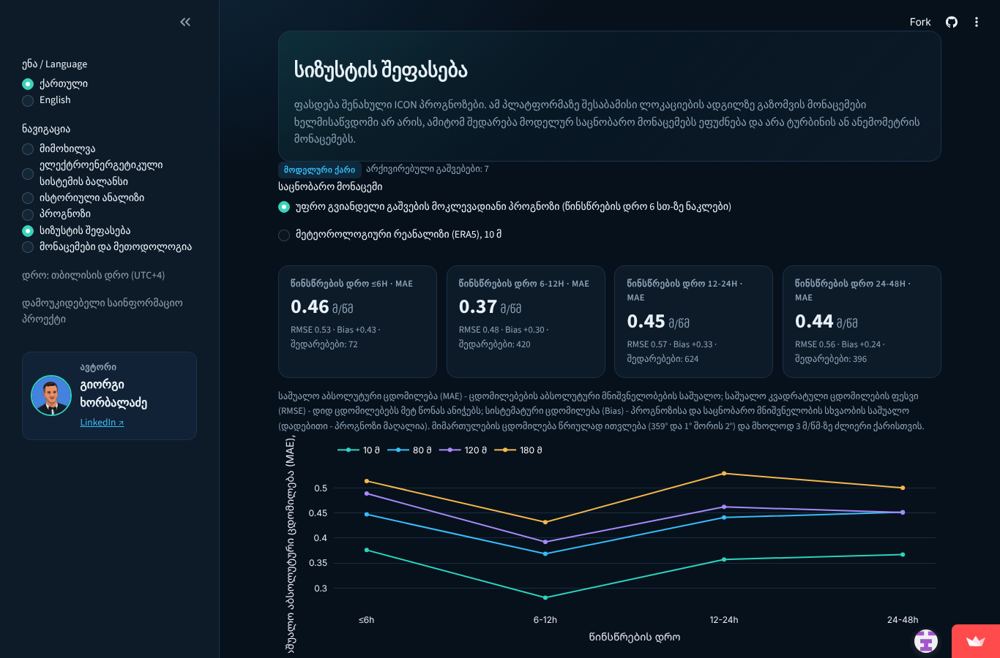 Fork
ენა / Language
ქართული
English
ნავიგაცია
მიმოხილვა
ელექტროენერგეტიკული
სისტემის ბალანსი
ისტორიული ანალიზი
პროგნოზი
სიზუსტის შეფასება
მონაცემები და მეთოდოლოგია
დრო: თბილისის დრო (UTC+4)
დამოუკიდებელი საინფორმაციო
პროექტი
ავტორი
გიორგი
ხორბალაძე
LinkedIn ↗
სიზუსტის შეფასება
ფასდება შენახული ICON პროგნოზები. ამ პლატფორმაზე შესაბამისი ლოკაციების ადგილზე გაზომვის მონაცემები
ხელმისაწვდომი არ არის, ამიტომ შედარება მოდელურ საცნობარო მონაცემებს ეფუძნება და არა ტურბინის ან ანემომეტრის
მონაცემებს.
მოდელური ქარი არქივირებული გაშვებები: 7
საცნობარო მონაცემი
უფრო გვიანდელი გაშვების მოკლევადიანი პროგნოზი (წინსწრების დრო 6 სთ-ზე ნაკლები)
მეტეოროლოგიური რეანალიზი (ERA5), 10 მ
წინსწრების დრო ≤6H · MAE
0.46 მ/წმ
RMSE 0.53 · Bias +0.43 ·
შედარებები: 72
წინსწრების დრო 6-12H · MAE
0.37 მ/წმ
RMSE 0.48 · Bias +0.30 ·
შედარებები: 420
წინსწრების დრო 12-24H ·
MAE
0.45 მ/წმ
RMSE 0.57 · Bias +0.33 ·
შედარებები: 624
წინსწრების დრო 24-48H ·
MAE
0.44 მ/წმ
RMSE 0.56 · Bias +0.24 ·
შედარებები: 396
საშუალო აბსოლუტური ცდომილება (MAE) - ცდომილების აბსოლუტური მნიშვნელობების საშუალო; საშუალო კვადრატული ცდომილების ფესვი
(RMSE) - დიდ ცდომილებებს მეტ წონას ანიჭებს; სისტემატური ცდომილება (Bias) - პროგნოზისა და საცნობარო მნიშვნელობის სხვაობის საშუალო
(დადებითი - პროგნოზი მაღალია). მიმართულების ცდომილება წრიულად ითვლება (359° და 1° შორის 2°) და მხოლოდ 3 მ/წმ-ზე ძლიერი ქარისთვის.
10 მ 80 მ 120 მ 180 მ
აბსოლუტური ცდომილება (MAE),
0.5
0.45
0.4
0.35
0.3
≤6h 6-12h 12-24h 24-48h
წინსწრების დრო